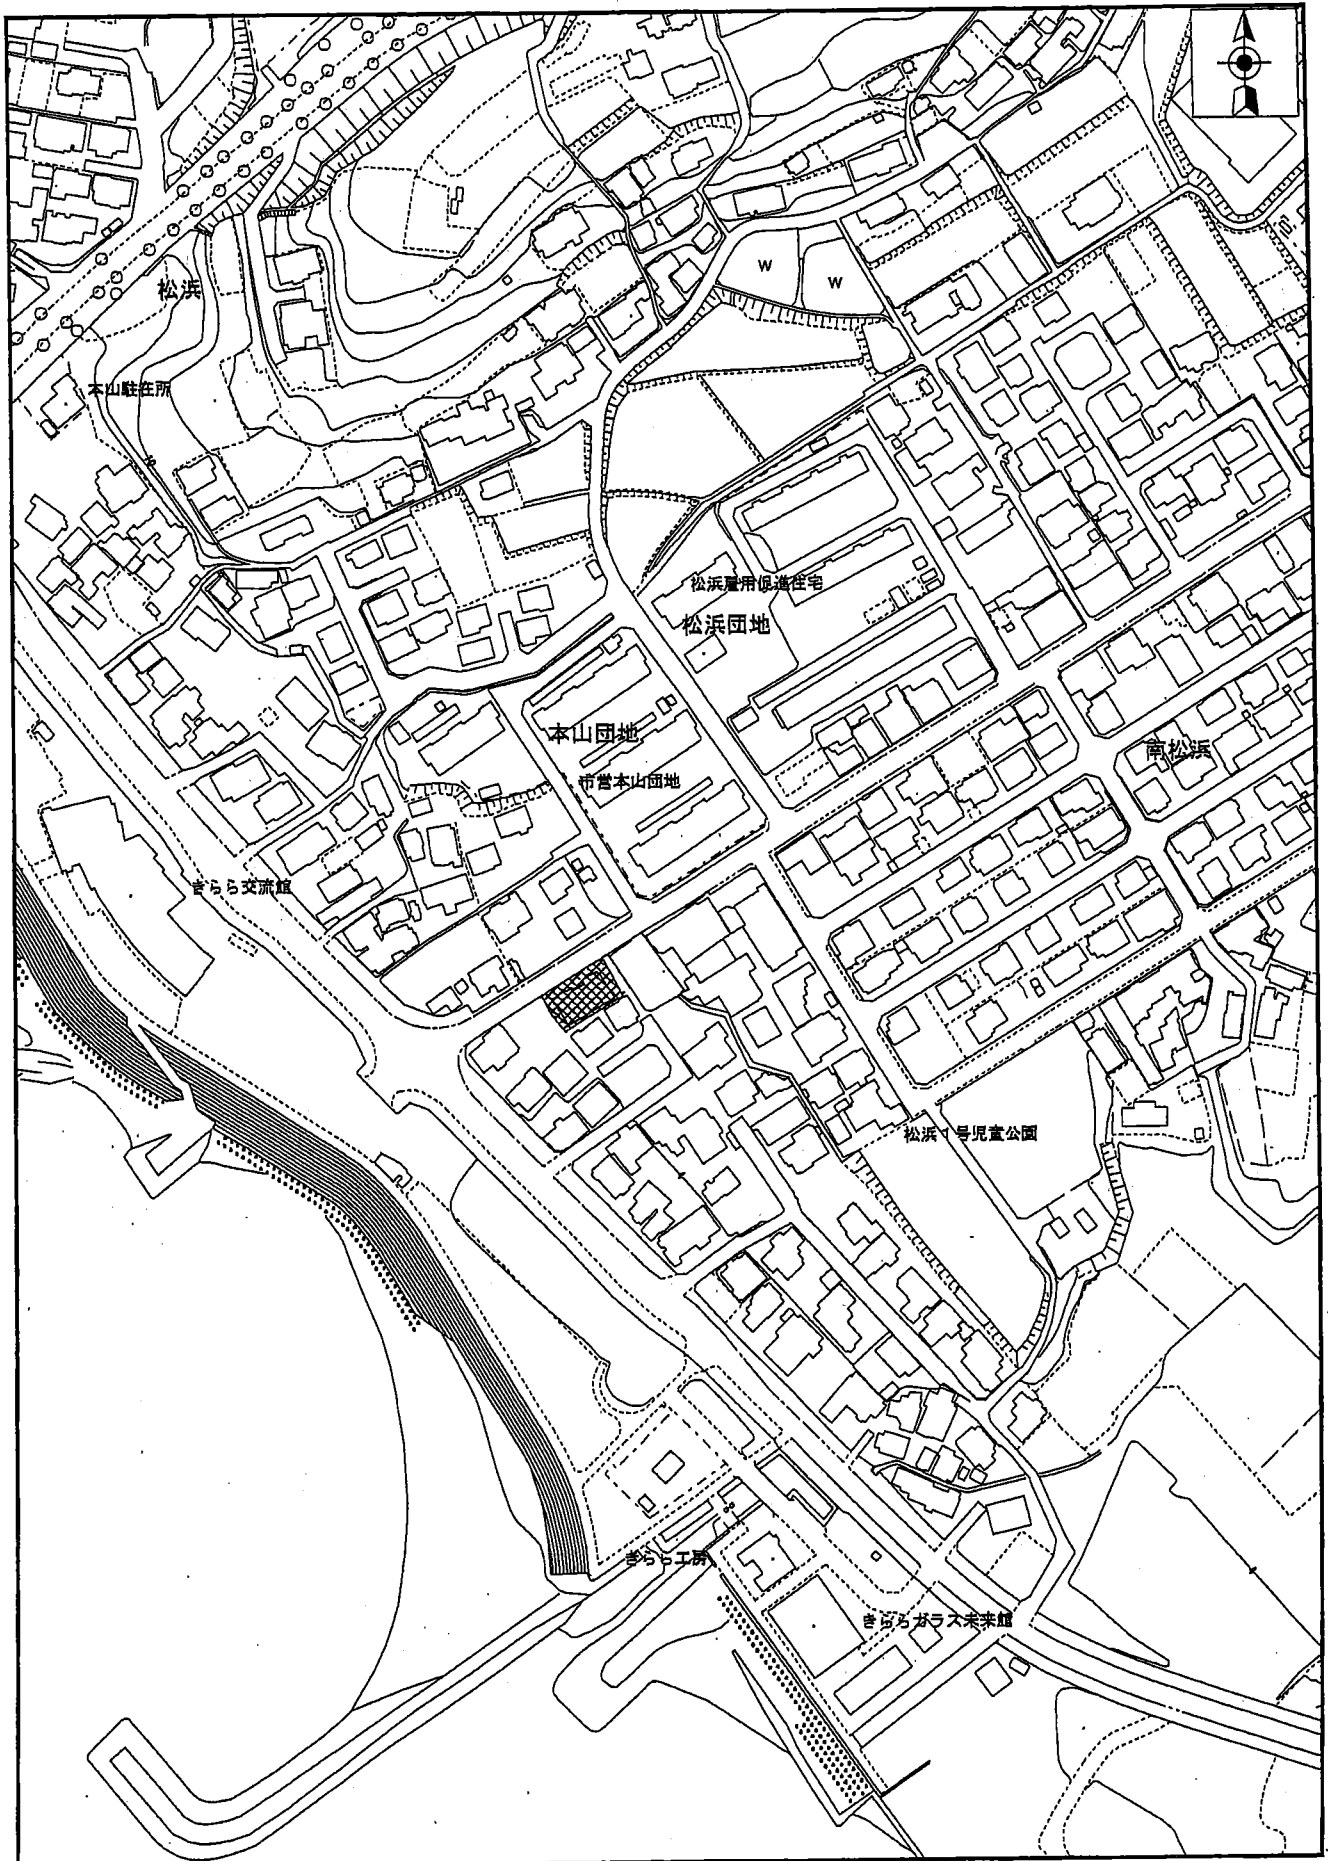 W
W
松浜
本山駐在所
松浜雇用促進住宅
松浜団地
本山団地
市営本山団地
南松浜
きらら交流館
松浜1号児童公園
きらら工房
きららガラス未来館